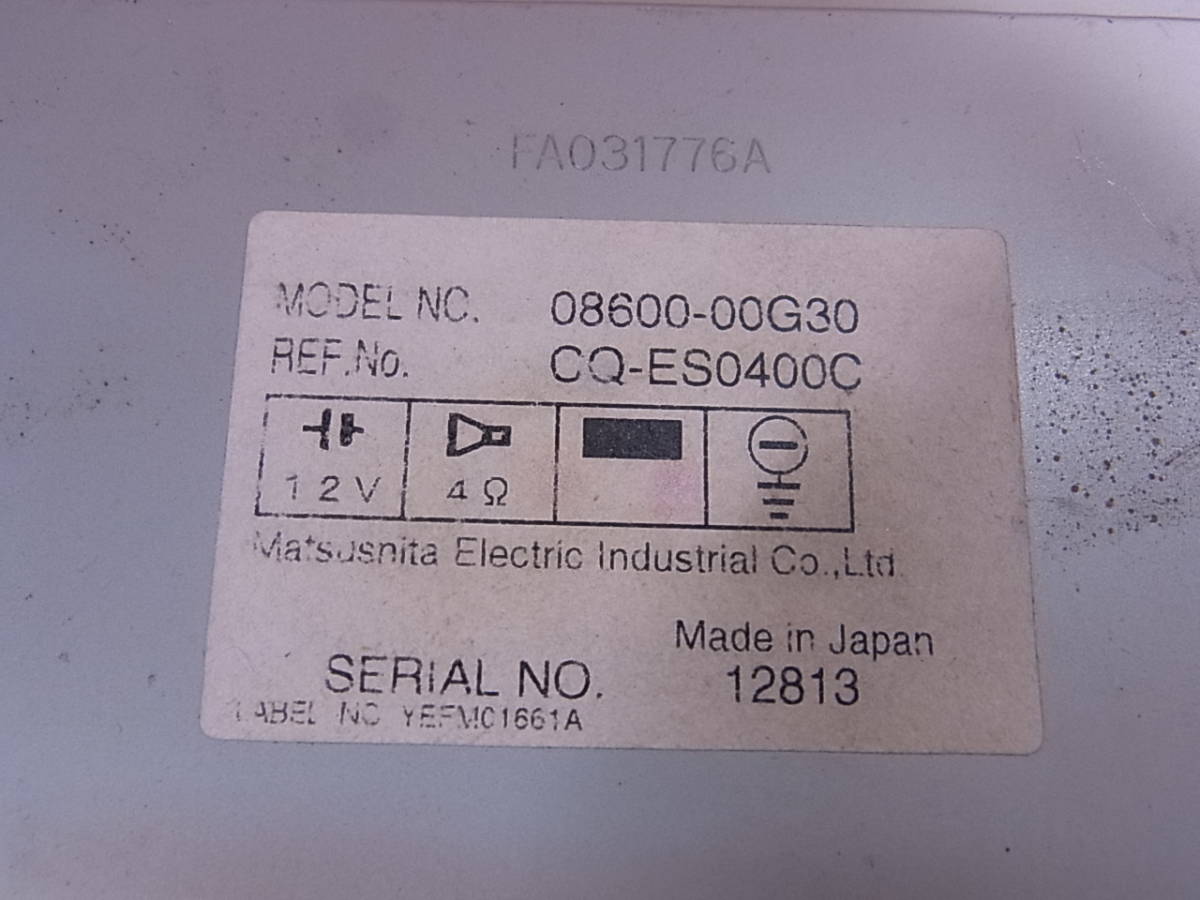 FA031776A
MODEL NO. 08600-00G30
REF.No. CQ-ES0400C
12V 4Ω
Matsushita Electric Industrial Co.,Ltd.
Made in Japan
SERIAL NO. 12813
LABEL NO YEFM01661A